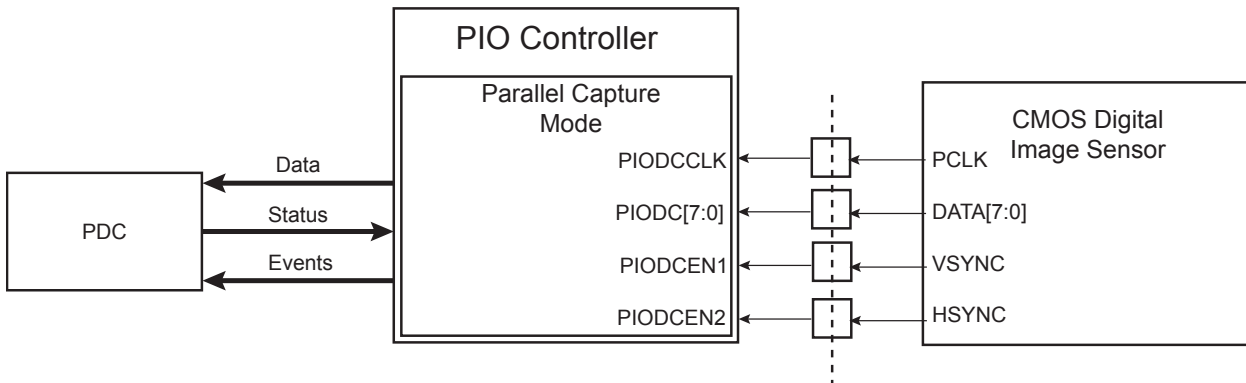 PIO Controller
Parallel Capture
Mode
PIODCCLK
PIODC[7:0]
PIODCEN1
PIODCEN2
Data
Status
Events
PDC
CMOS Digital
Image Sensor
PCLK
DATA[7:0]
VSYNC
HSYNC